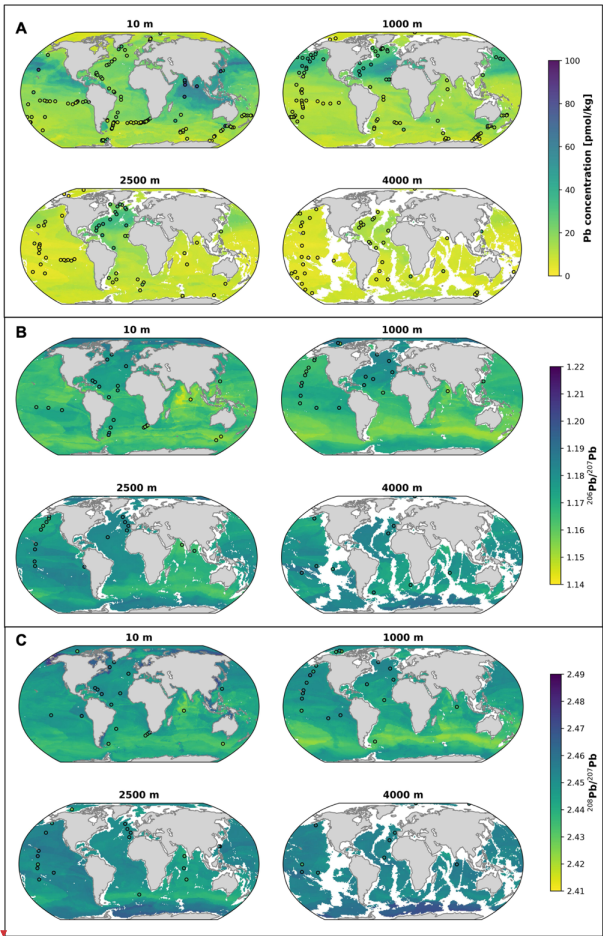 A
10 m
1000 m
2500 m
4000 m
100
80
60
40
20
0
Pb concentration [pmol/kg]
B
10 m
1000 m
2500 m
4000 m
1.22
1.21
1.20
1.19
1.18
1.17
1.16
1.15
1.14
²⁰⁶Pb/²⁰⁷Pb
C
10 m
1000 m
2500 m
4000 m
2.49
2.48
2.47
2.46
2.45
2.44
2.43
2.42
2.41
²⁰⁸Pb/²⁰⁷Pb